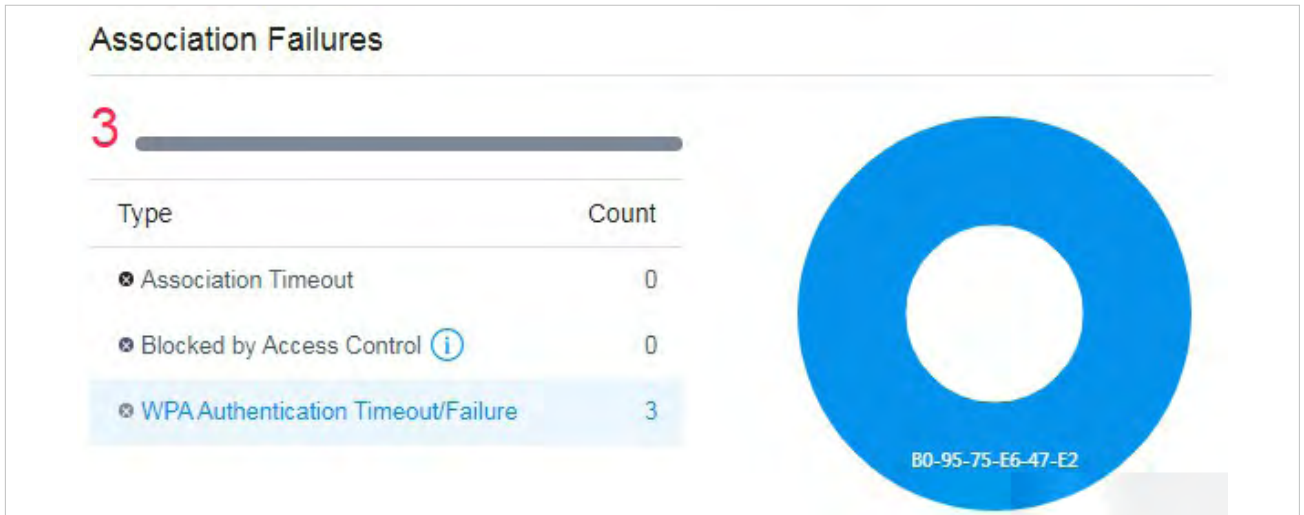 Association Failures
3
Type Count
Association Timeout 0
Blocked by Access Control i 0
WPA Authentication Timeout/Failure 3
B0-95-75-E6-47-E2